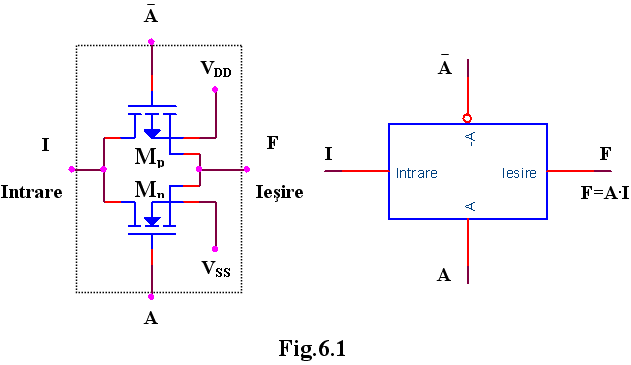 Ā
V_DD
I
F
M_p
Intrare
M_n
Ieşire
V_SS
A
Ā
-A
I
F
Intrare
Iesire
F=A·I
A
A
Fig.6.1